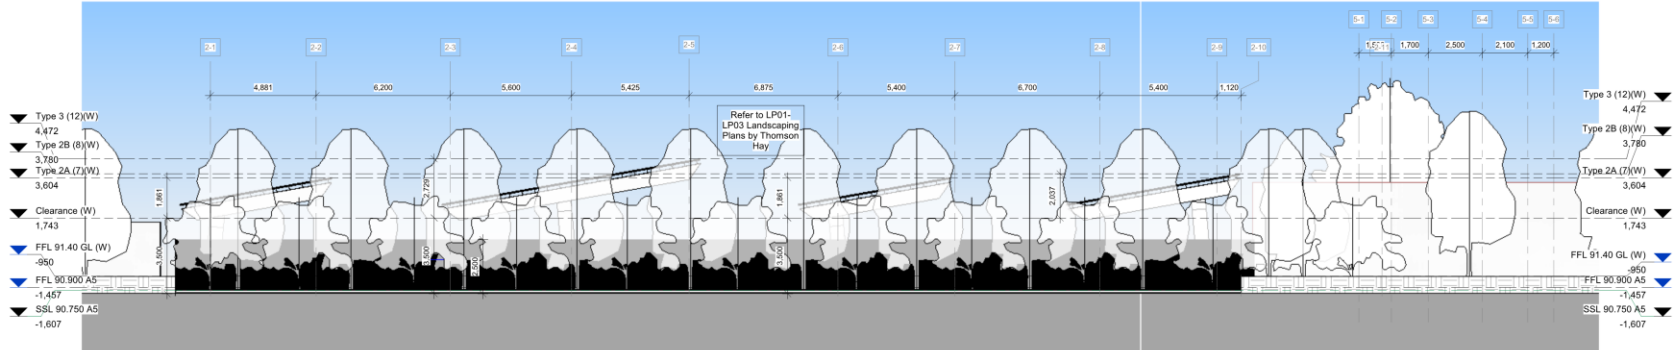 5-1
5-2
5-3
5-4
5-5
5-6
2-1
2-2
2-3
2-4
2-5
2-6
2-7
2-8
2-9
2-10
2-11
1,700
2,500
2,100
1,200
4,881
6,200
5,600
5,425
6,875
5,400
6,700
5,400
1,120
Refer to LP01-
LP03 Landscaping
Plans by Thomson
Hay
Type 3 (12)(W)
4,472
Type 2B (8)(W)
3,780
Type 2A (7)(W)
3,604
Clearance (W)
1,743
FFL 91.40 GL (W)
-950
FFL 90.900 A5
-1,457
SSL 90.750 A5
-1,607
1,861
3,500
2,729
3,500
2,500
1,861
3,500
2,037
Type 3 (12)(W)
4,472
Type 2B (8)(W)
3,780
Type 2A (7)(W)
3,604
Clearance (W)
1,743
FFL 91.40 GL (W)
-950
FFL 90.900 A5
-1,457
SSL 90.750 A5
-1,607